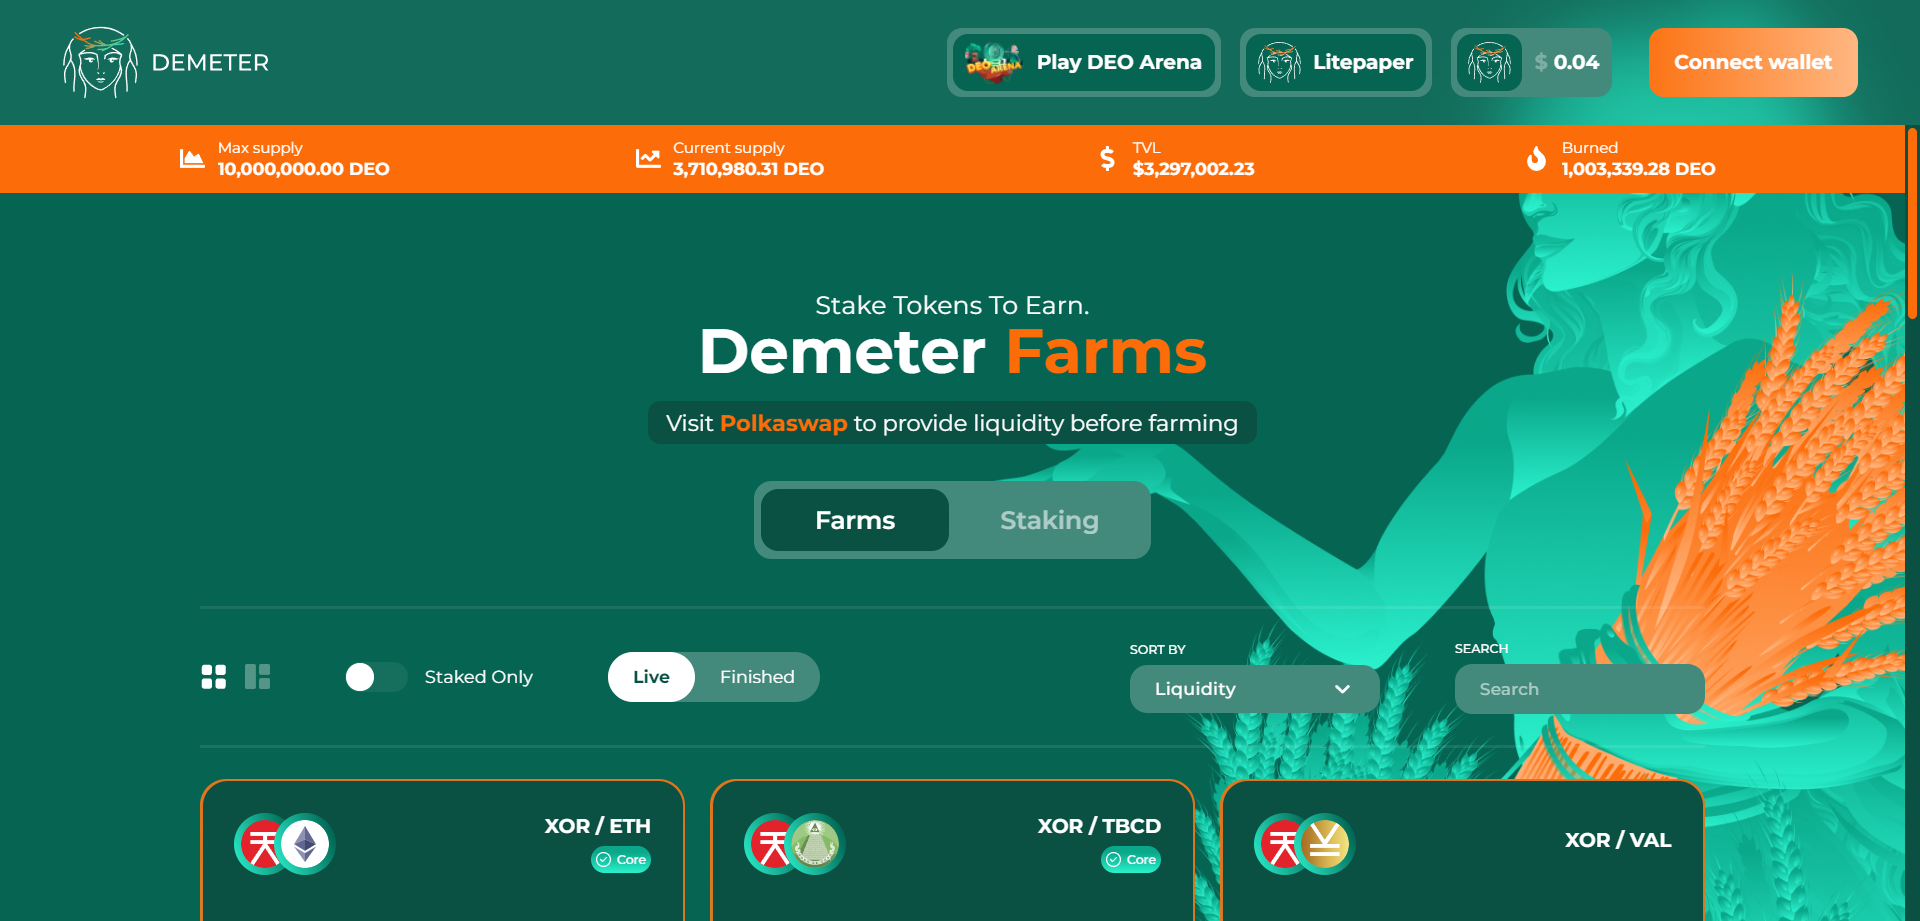 DEMETER
DEO ARENA
Play DEO Arena
Litepaper
$ 0.04
Connect wallet
Max supply
10,000,000.00 DEO
Current supply
3,710,980.31 DEO
TVL
$3,297,002.23
Burned
1,003,339.28 DEO
Stake Tokens To Earn.
Demeter Farms
Visit Polkaswap to provide liquidity before farming
Farms
Staking
Staked Only
Live
Finished
SORT BY
Liquidity
SEARCH
Search
XOR / ETH
Core
XOR / TBCD
Core
XOR / VAL